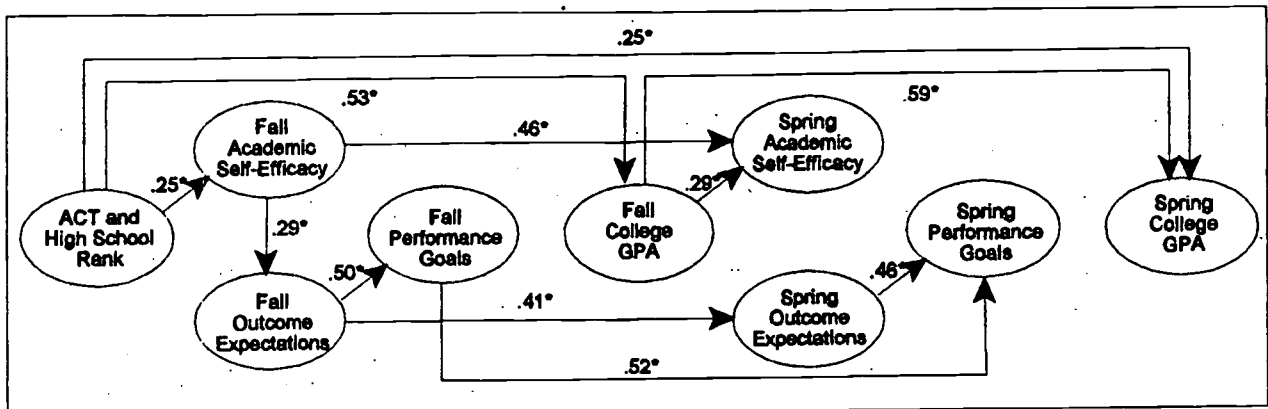 .25*
.53*
.59*
Fall
Academic
Self-Efficacy
.46*
Spring
Academic
Self-Efficacy
.25*
.29*
ACT and
High School
Rank
.29*
Fall
Performance
Goals
Fall
College
GPA
Spring
Performance
Goals
Spring
College
GPA
.50*
.46*
Fall
Outcome
Expectations
.41*
Spring
Outcome
Expectations
.52*